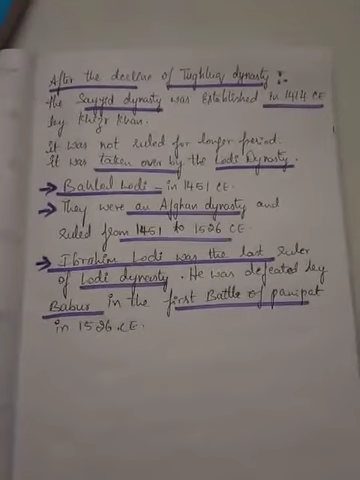 After the decline of Tughluq dynasty :-
The Sayyid dynasty was established in 1414 CE
by Khizr Khan.
It was not ruled for longer period.
It was taken over by the Lodi Dynasty.
→ Bahlol Lodi - in 1451 CE.
→ They were an Afghan dynasty and
ruled from 1451 to 1526 CE.
→ Ibrahim Lodi was the last ruler
of Lodi dynasty. He was defeated by
Babur in the first Battle of panipat
in 1526 CE.